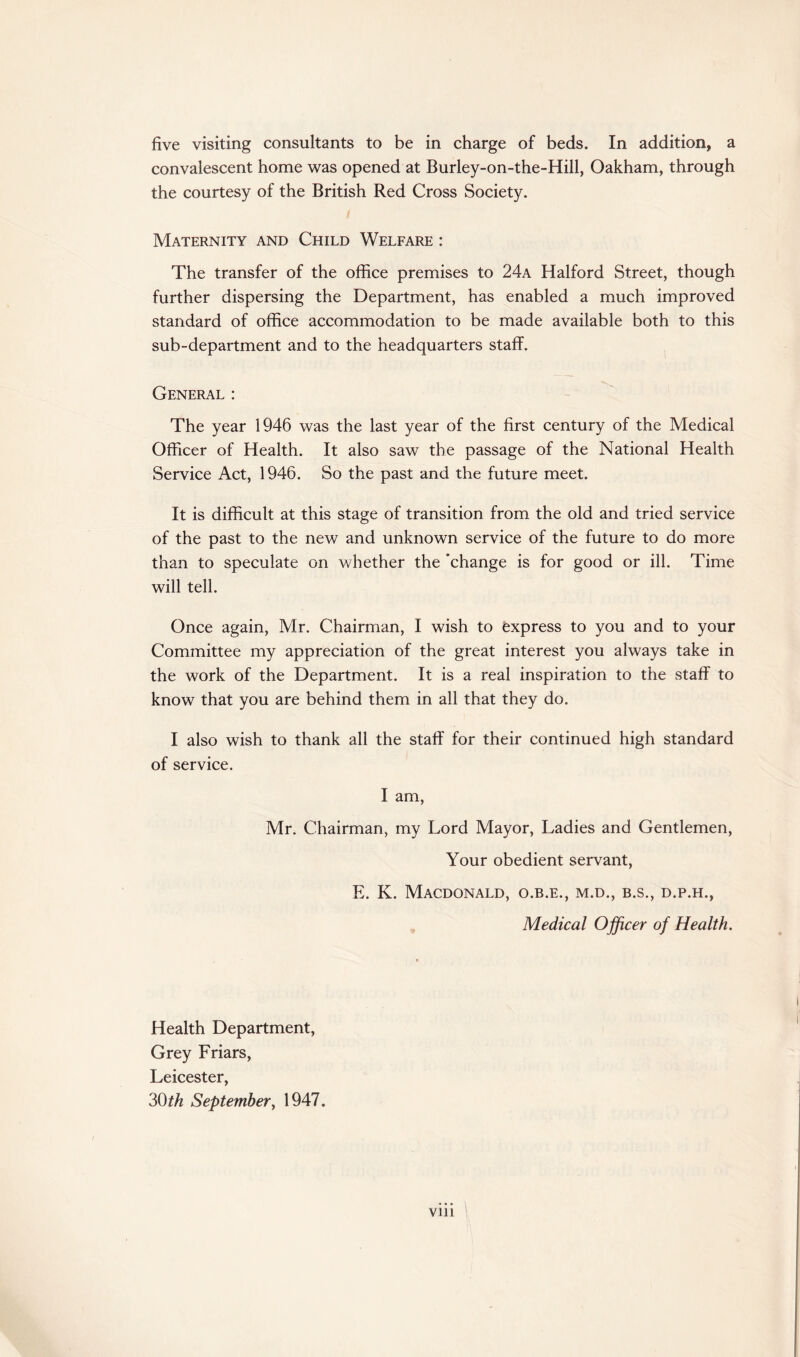 five visiting consultants to be in charge of beds. In addition, a
convalescent home was opened at Burley-on-the-Hill, Oakham, through
the courtesy of the British Red Cross Society.
Maternity and Child Welfare :
The transfer of the office premises to 24A Halford Street, though
further dispersing the Department, has enabled a much improved
standard of office accommodation to be made available both to this
sub-department and to the headquarters staff.
General :
The year 1946 was the last year of the first century of the Medical
Officer of Health. It also saw the passage of the National Health
Service Act, 1946. So the past and the future meet.
It is difficult at this stage of transition from the old and tried service
of the past to the new and unknown service of the future to do more
than to speculate on whether the change is for good or ill. Time
will tell.
Once again, Mr. Chairman, I wish to express to you and to your
Committee my appreciation of the great interest you always take in
the work of the Department. It is a real inspiration to the staff to
know that you are behind them in all that they do.
I also wish to thank all the staff for their continued high standard
of service.
I am,
Mr. Chairman, my Lord Mayor, Ladies and Gentlemen,
Your obedient servant,
E. K. Macdonald, O.B.E., M.D., B.S., D.P.H.,
Medical Officer of Health.
Health Department,
Grey Friars,
Leicester,
30th September, 1947.
viii